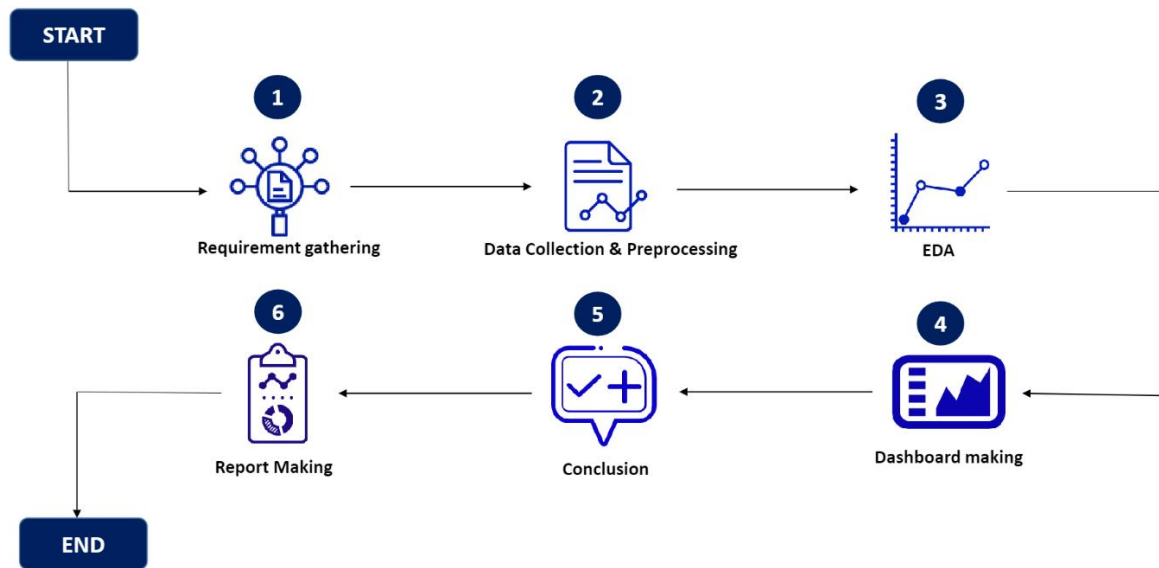 START
1
2
3
Requirement gathering
Data Collection & Preprocessing
EDA
4
Dashboard making
5
Conclusion
6
Report Making
END